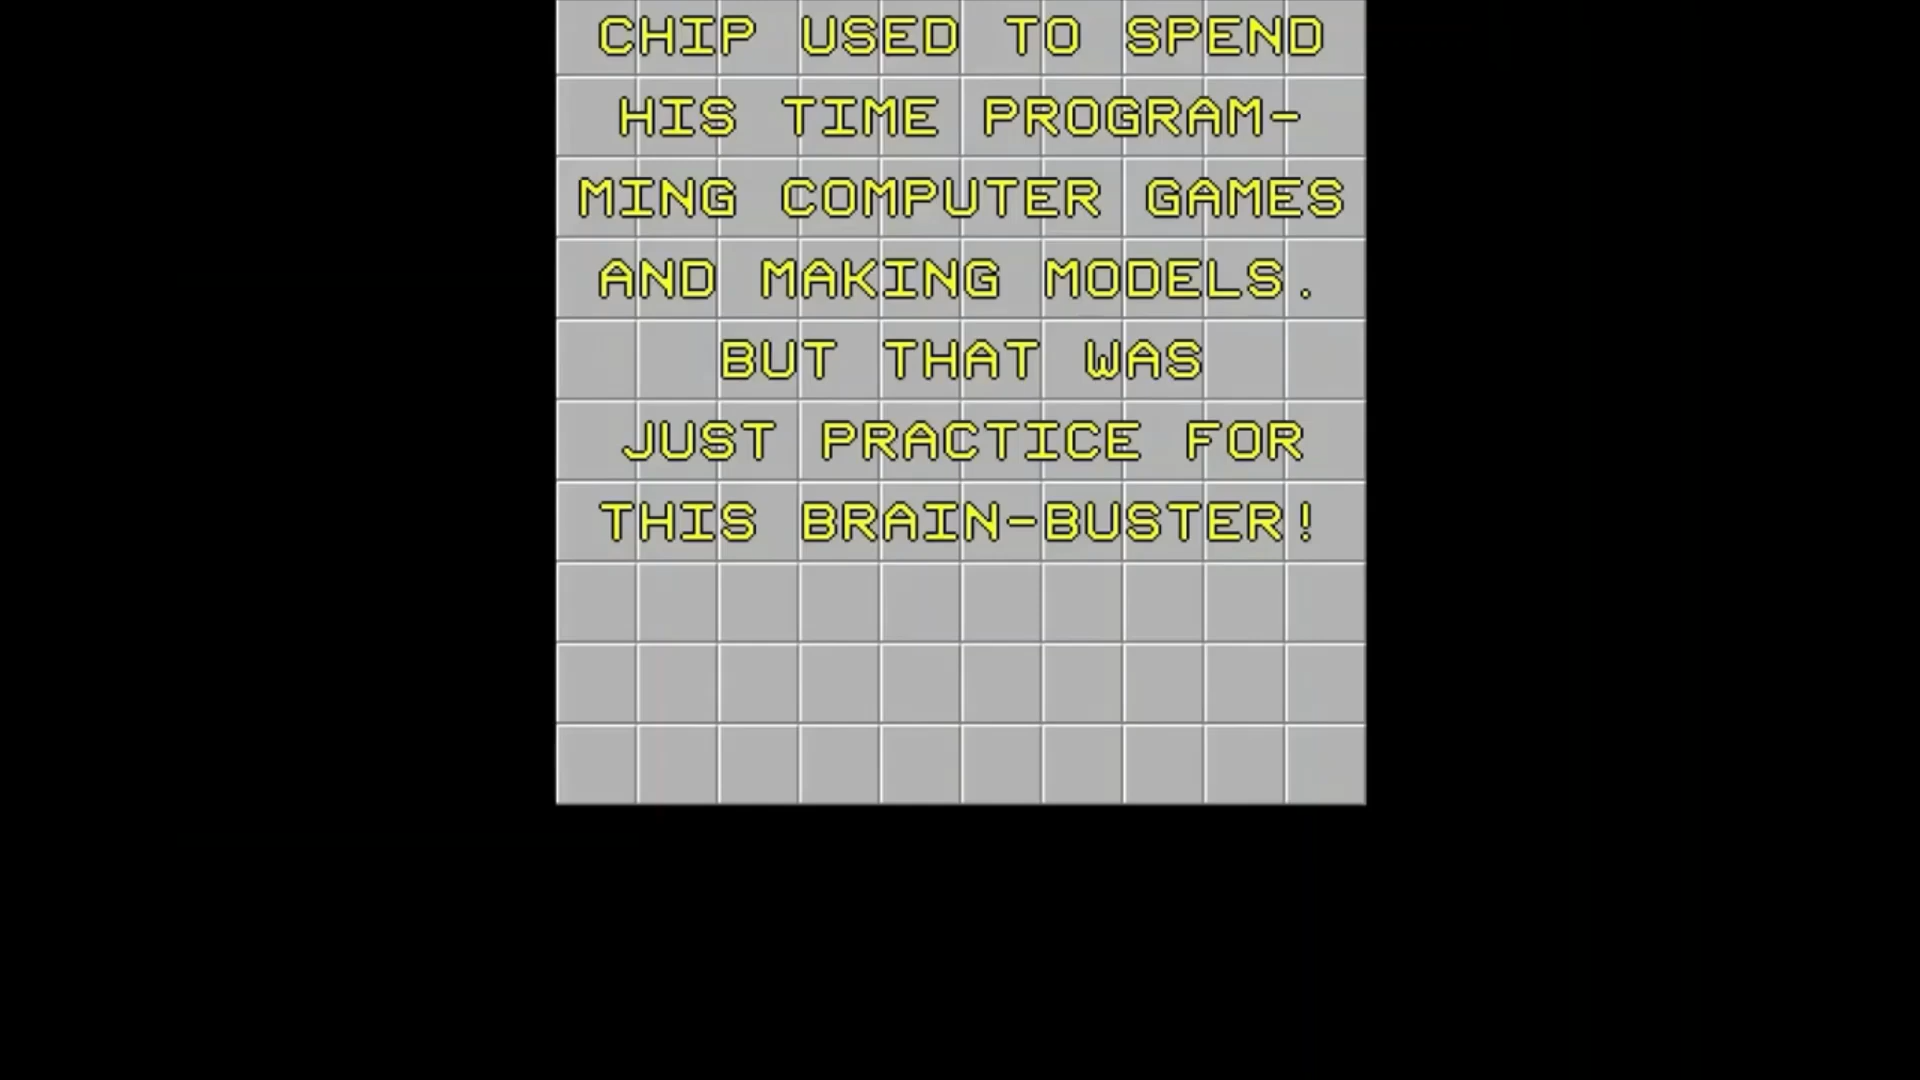 CHIP USED TO SPEND
HIS TIME PROGRAM-
MING COMPUTER GAMES
AND MAKING MODELS.
BUT THAT WAS
JUST PRACTICE FOR
THIS BRAIN-BUSTER!